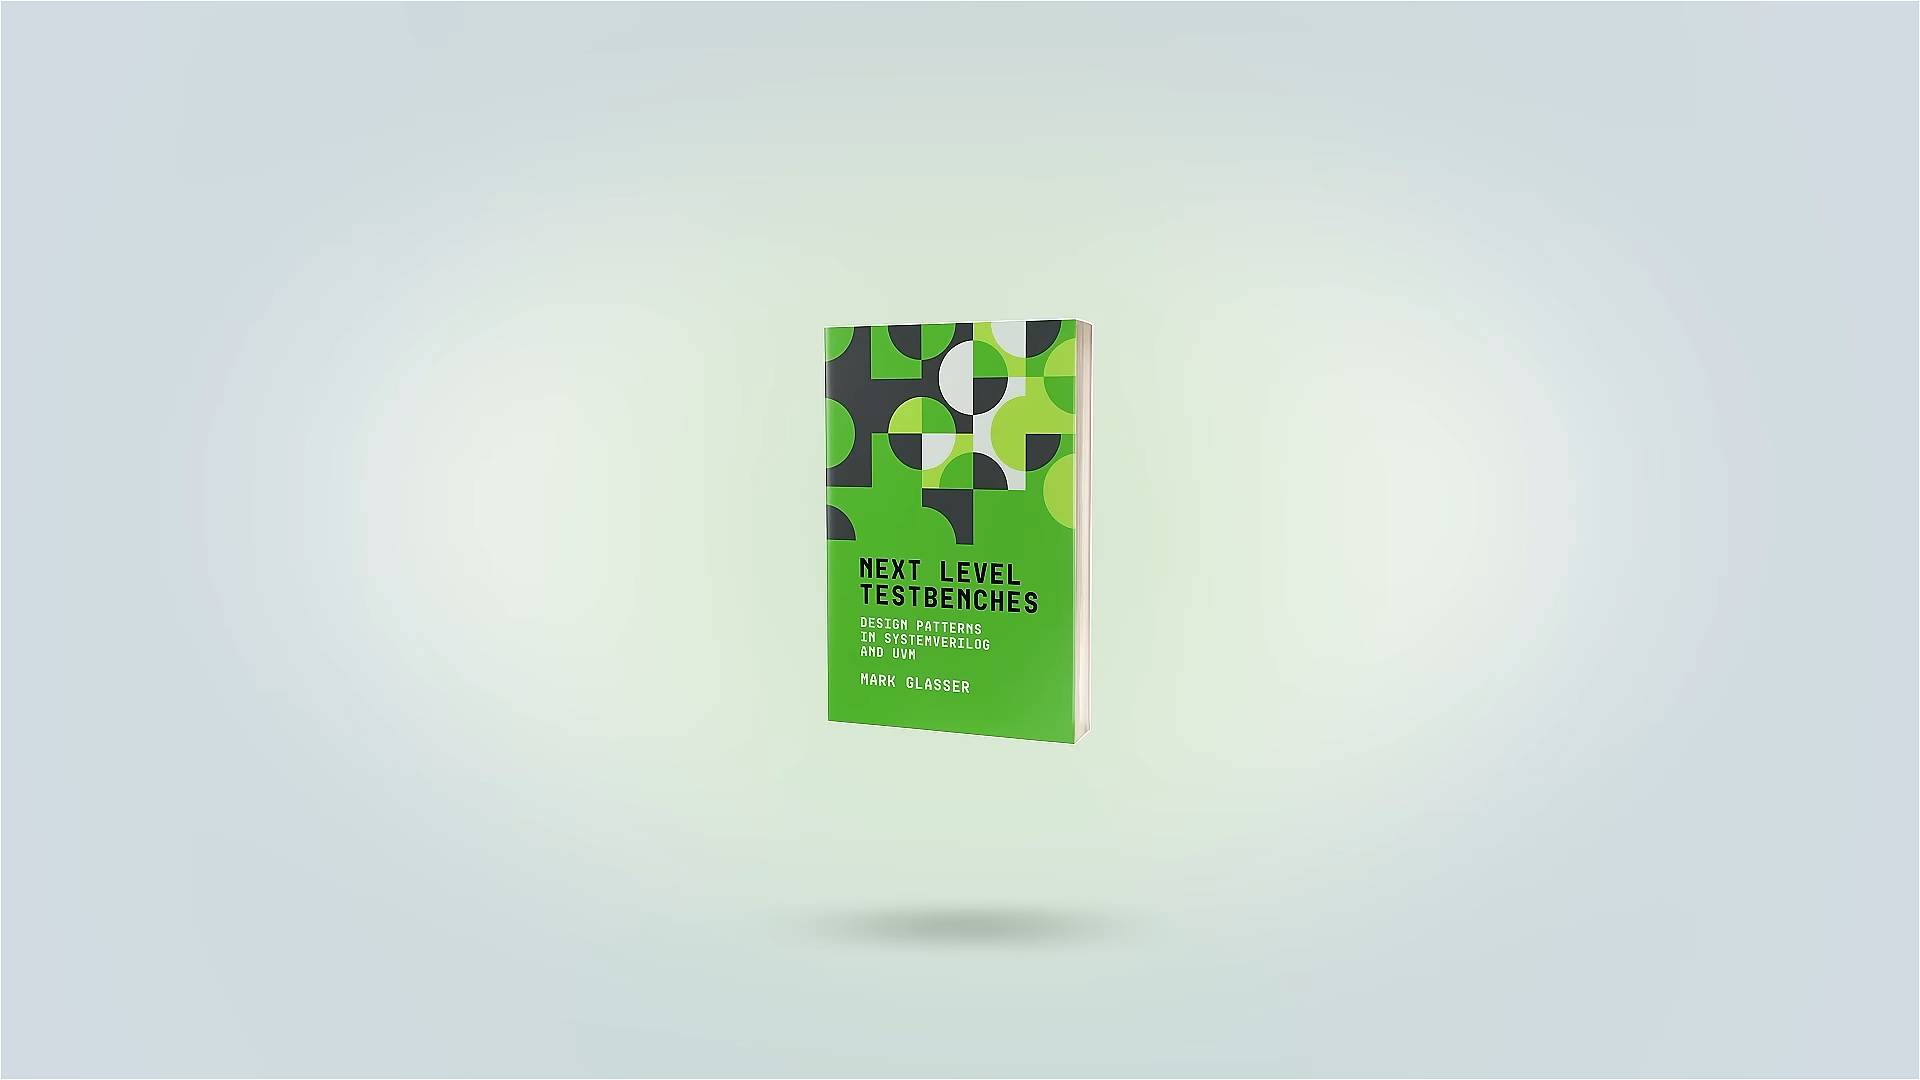 NEXT LEVEL
TESTBENCHES
DESIGN PATTERNS
IN SYSTEMVERILOG
AND UVM
MARK GLASSER